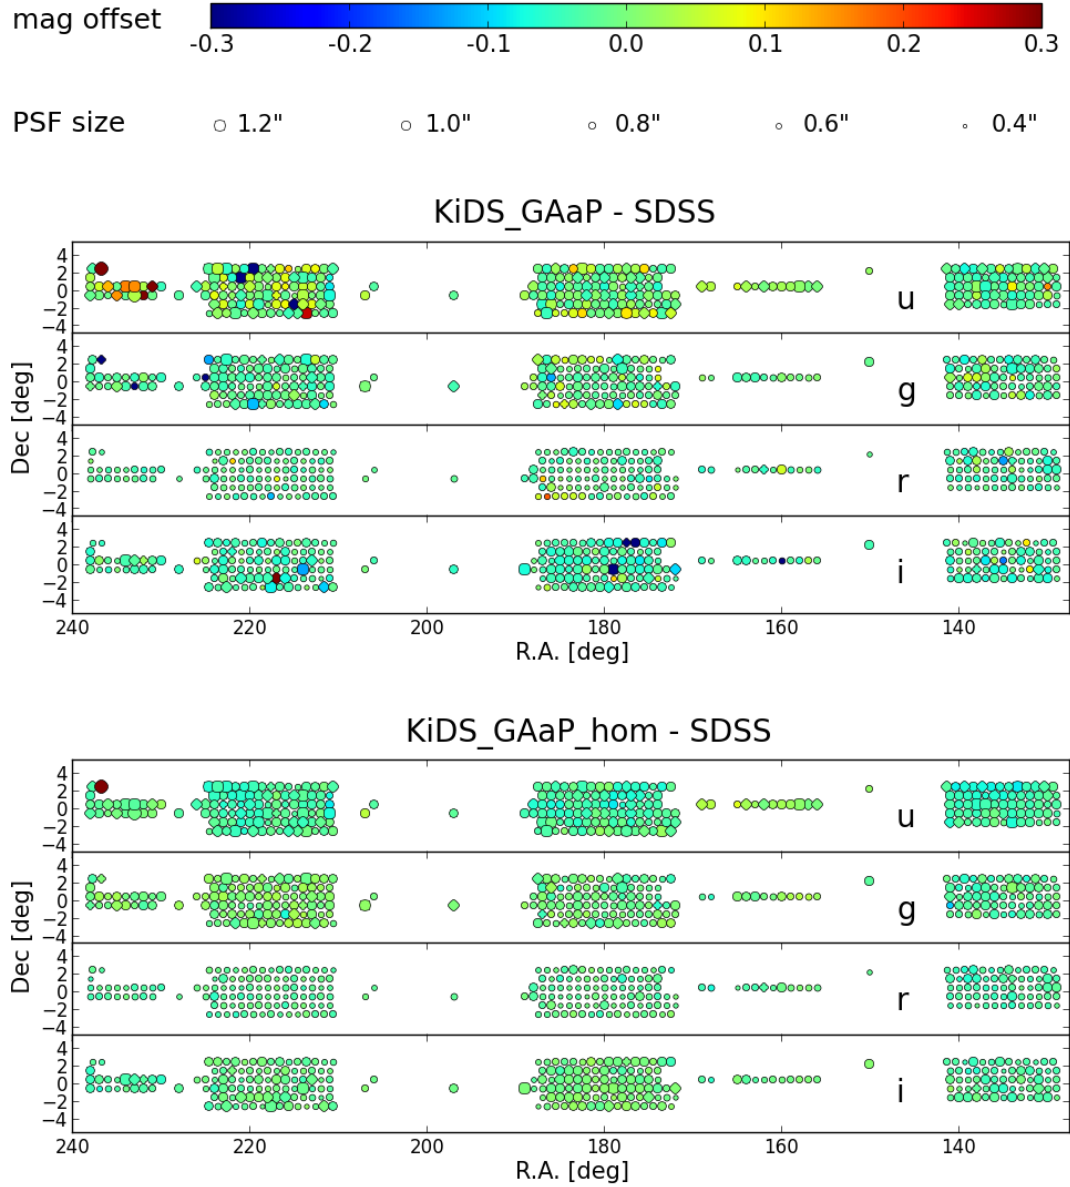 mag offset
-0.3 -0.2 -0.1 0.0 0.1 0.2 0.3
PSF size 1.2" 1.0" 0.8" 0.6" 0.4"
KiDS_GAaP - SDSS
4
2
0
−2
−4
u
4
2
0
−2
−4
g
Dec [deg]
4
2
0
−2
−4
r
4
2
0
−2
−4
i
240 220 200 180 160 140
R.A. [deg]
KiDS_GAaP_hom - SDSS
4
2
0
−2
−4
u
4
2
0
−2
−4
g
Dec [deg]
4
2
0
−2
−4
r
4
2
0
−2
−4
i
240 220 200 180 160 140
R.A. [deg]